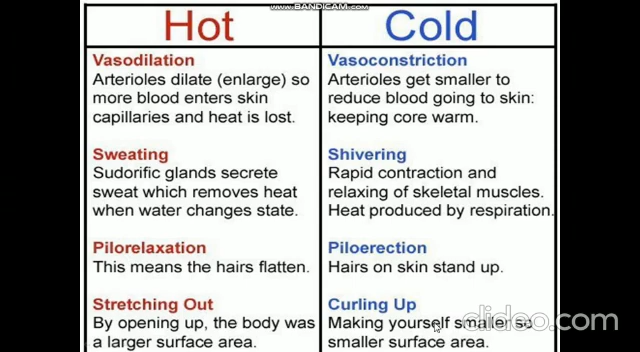 www.BANDICAM.com
Hot
Cold
Vasodilation
Arterioles dilate (enlarge) so
more blood enters skin
capillaries and heat is lost.
Vasoconstriction
Arterioles get smaller to
reduce blood going to skin:
keeping core warm.
Sweating
Sudorific glands secrete
sweat which removes heat
when water changes state.
Shivering
Rapid contraction and
relaxing of skeletal muscles.
Heat produced by respiration.
Pilorelaxation
This means the hairs flatten.
Piloerection
Hairs on skin stand up.
Stretching Out
By opening up, the body was
a larger surface area.
Curling Up
Making yourself smaller so
smaller surface area.
clideo.com